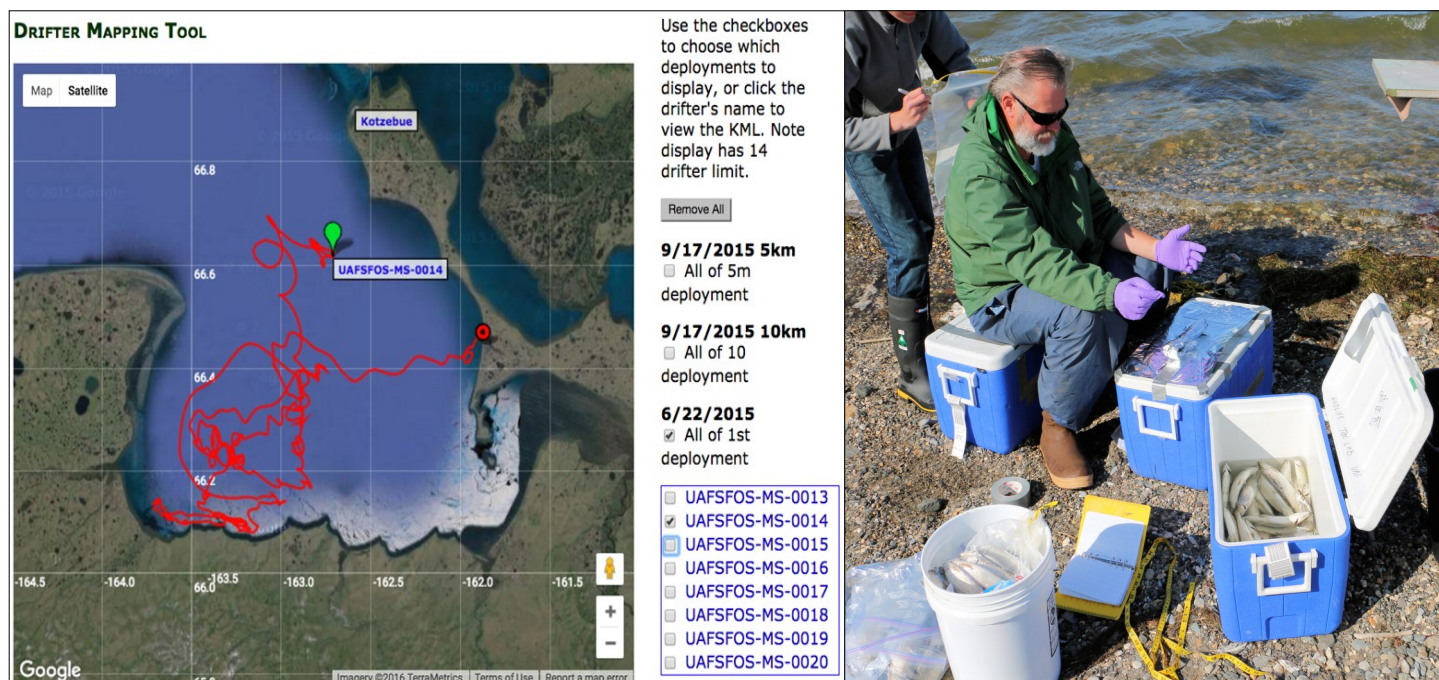 DRIFTER MAPPING TOOL
Map Satellite
© 2015 Google
Kotzebue
66.8
66.6
UAFSFOS-MS-0014
66.4
66.2
-164.5 -164.0 -163.5 -163.0 -162.5 -162.0 -161.5
66.0
+
−
Google
Imagery ©2016 TerraMetrics Terms of Use Report a map error
Use the checkboxes
to choose which
deployments to
display, or click the
drifter's name to
view the KML. Note
display has 14
drifter limit.
Remove All
9/17/2015 5km
All of 5m
deployment
9/17/2015 10km
All of 10
deployment
6/22/2015
All of 1st
deployment
UAFSFOS-MS-0013
UAFSFOS-MS-0014
UAFSFOS-MS-0015
UAFSFOS-MS-0016
UAFSFOS-MS-0017
UAFSFOS-MS-0018
UAFSFOS-MS-0019
UAFSFOS-MS-0020